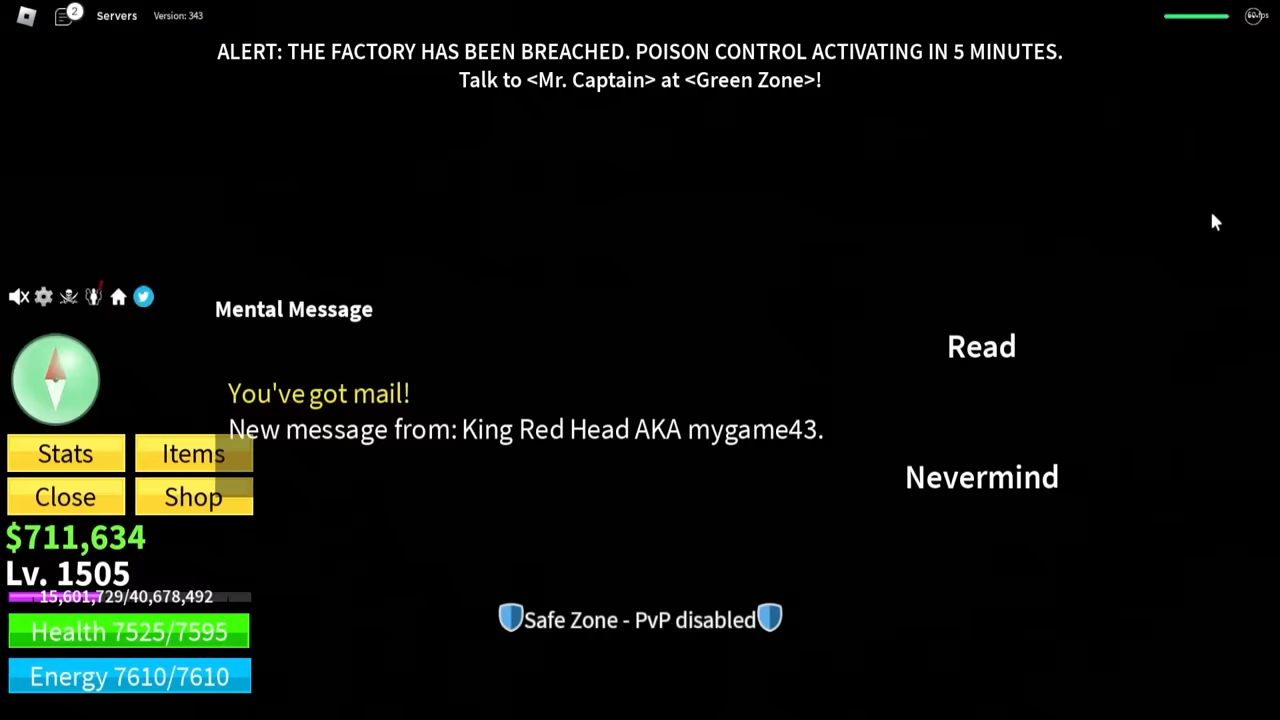 2
Servers
Version: 343
60 fps
ALERT: THE FACTORY HAS BEEN BREACHED. POISON CONTROL ACTIVATING IN 5 MINUTES.
Talk to <Mr. Captain> at <Green Zone>!
Mental Message
Read
You've got mail!
New message from: King Red Head AKA mygame43.
Nevermind
Stats
Items
Close
Shop
$711,634
Lv. 1505
15,601,729/40,678,492
Health 7525/7595
Energy 7610/7610
Safe Zone - PvP disabled